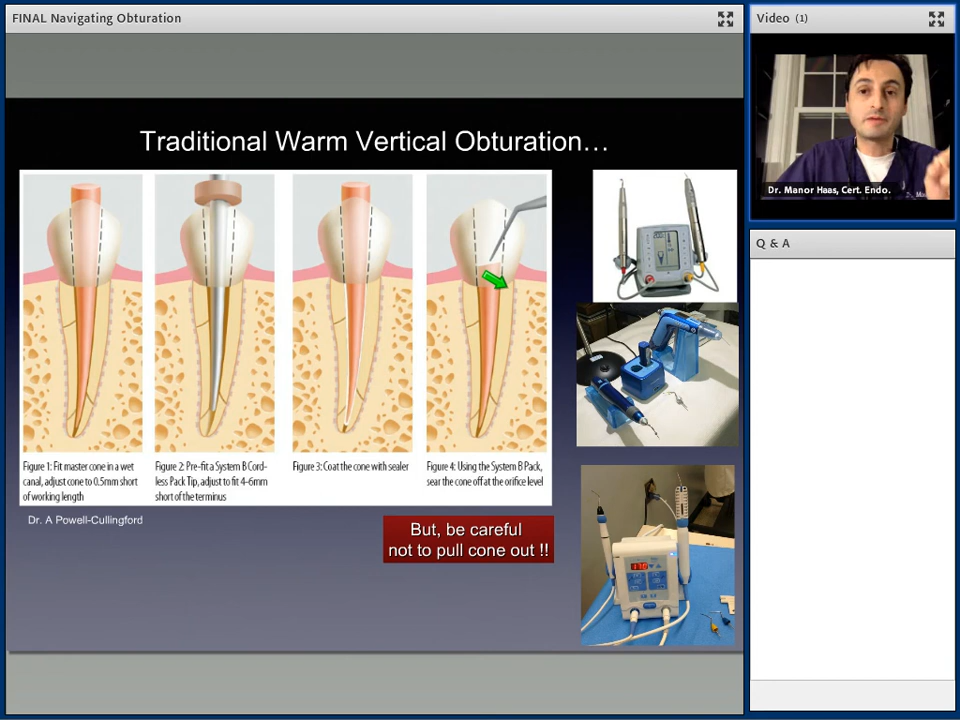 FINAL Navigating Obturation
Traditional Warm Vertical Obturation…
Figure 1: Fit master cone in a wet
canal, adjust cone to 0.5mm short
of working length
Figure 2: Pre-fit a System B Cord-
less Pack Tip, adjust to fit 4-6mm
short of the terminus
Figure 3: Coat the cone with sealer
Figure 4: Using the System B Pack,
sear the cone off at the orifice level
Dr. A Powell-Cullingford
But, be careful
not to pull cone out !!
Video (1)
Dr. Manor Haas, Cert. Endo.
Q & A